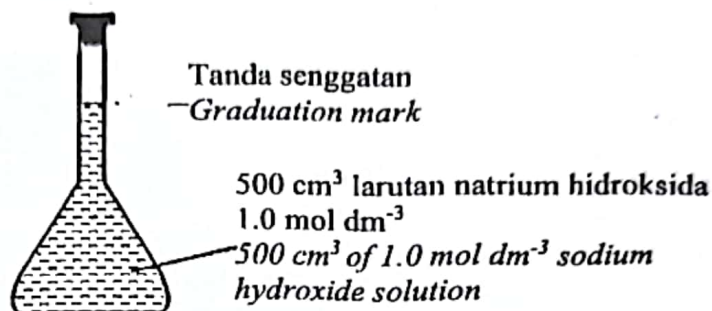 Tanda senggatan
Graduation mark
500 cm³ larutan natrium hidroksida
1.0 mol dm⁻³
500 cm³ of 1.0 mol dm⁻³ sodium
hydroxide solution